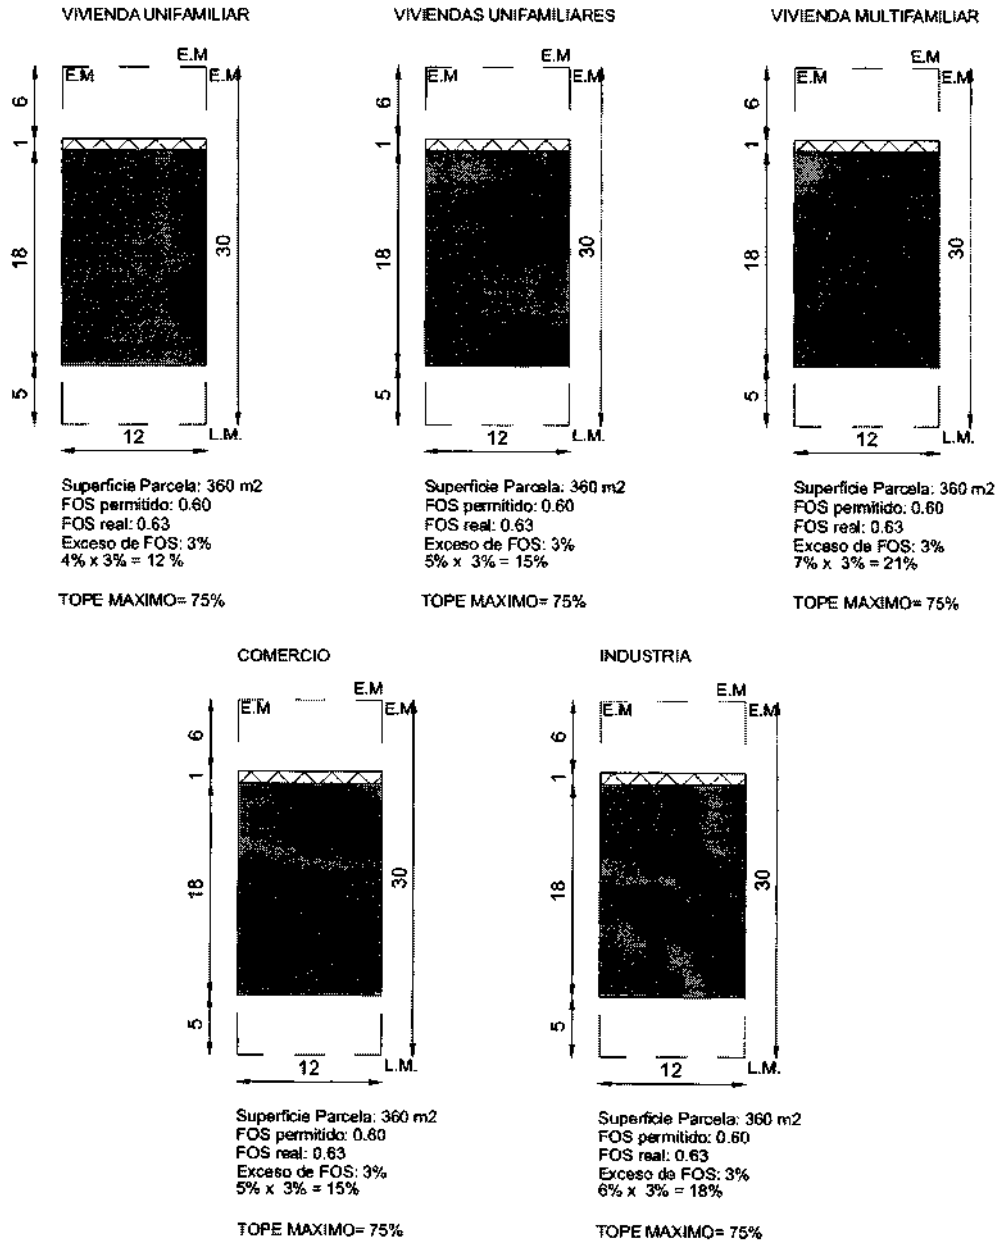 VIVIENDA UNIFAMILIAR
E.M
E.M
E.M
6
1
18
5
30
12
L.M.
Superficie Parcela: 360 m2
FOS permitido: 0.60
FOS real: 0.63
Exceso de FOS: 3%
4% x 3% = 12 %
TOPE MAXIMO= 75%
VIVIENDAS UNIFAMILIARES
E.M
E.M
E.M
6
1
18
5
30
12
L.M.
Superficie Parcela: 360 m2
FOS permitido: 0.60
FOS real: 0.63
Exceso de FOS: 3%
5% x 3% = 15%
TOPE MAXIMO= 75%
VIVIENDA MULTIFAMILIAR
E.M
E.M
E.M
6
1
18
5
30
12
L.M.
Superficie Parcela: 360 m2
FOS permitido: 0.60
FOS real: 0.63
Exceso de FOS: 3%
7% x 3% = 21%
TOPE MAXIMO= 75%
COMERCIO
E.M
E.M
E.M
6
1
18
5
30
12
L.M.
Superficie Parcela: 360 m2
FOS permitido: 0.60
FOS real: 0.63
Exceso de FOS: 3%
5% x 3% = 15%
TOPE MAXIMO= 75%
INDUSTRIA
E.M
E.M
E.M
6
1
18
5
30
12
L.M.
Superficie Parcela: 360 m2
FOS permitido: 0.60
FOS real: 0.63
Exceso de FOS: 3%
6% x 3% = 18%
TOPE MAXIMO= 75%